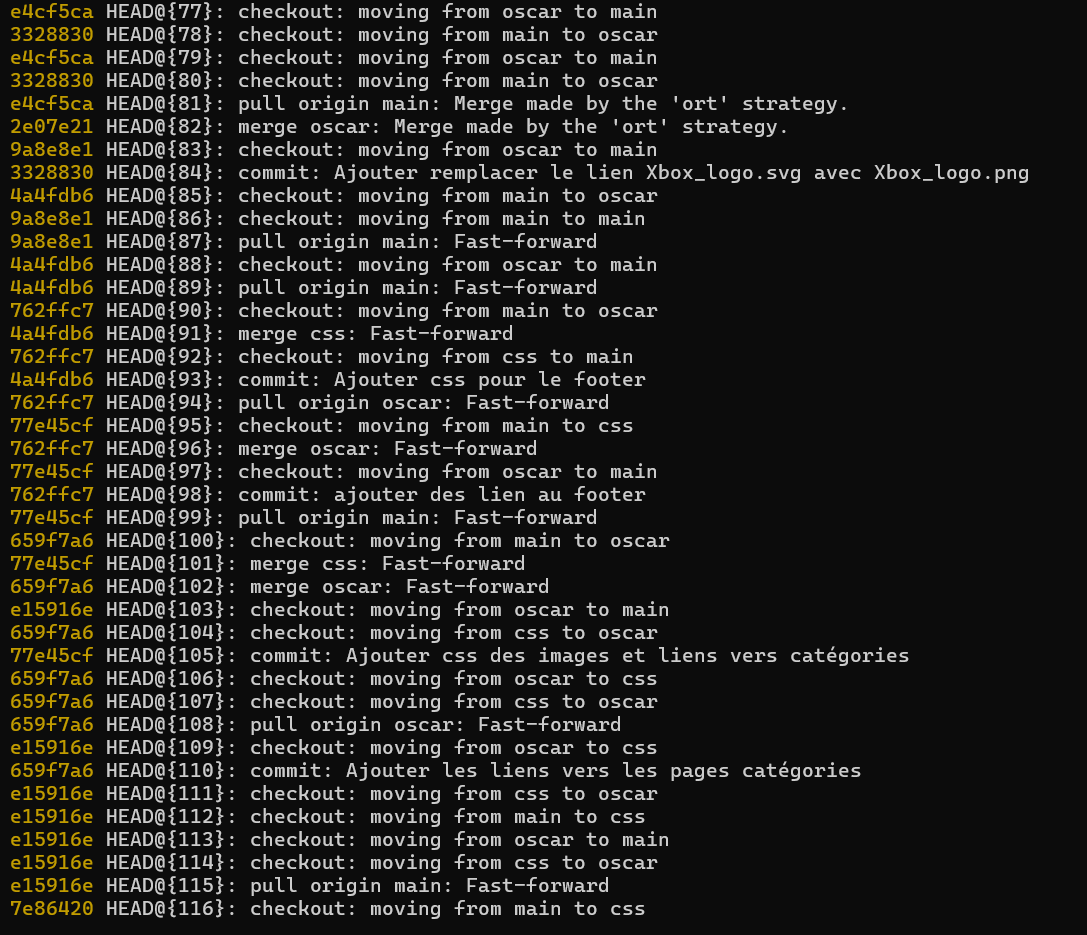 e4cf5ca HEAD@{77}: checkout: moving from oscar to main
3328830 HEAD@{78}: checkout: moving from main to oscar
e4cf5ca HEAD@{79}: checkout: moving from oscar to main
3328830 HEAD@{80}: checkout: moving from main to oscar
e4cf5ca HEAD@{81}: pull origin main: Merge made by the 'ort' strategy.
2e07e21 HEAD@{82}: merge oscar: Merge made by the 'ort' strategy.
9a8e8e1 HEAD@{83}: checkout: moving from oscar to main
3328830 HEAD@{84}: commit: Ajouter remplacer le lien Xbox_logo.svg avec Xbox_logo.png
4a4fdb6 HEAD@{85}: checkout: moving from main to oscar
9a8e8e1 HEAD@{86}: checkout: moving from main to main
9a8e8e1 HEAD@{87}: pull origin main: Fast-forward
4a4fdb6 HEAD@{88}: checkout: moving from oscar to main
4a4fdb6 HEAD@{89}: pull origin main: Fast-forward
762ffc7 HEAD@{90}: checkout: moving from main to oscar
4a4fdb6 HEAD@{91}: merge css: Fast-forward
762ffc7 HEAD@{92}: checkout: moving from css to main
4a4fdb6 HEAD@{93}: commit: Ajouter css pour le footer
762ffc7 HEAD@{94}: pull origin oscar: Fast-forward
77e45cf HEAD@{95}: checkout: moving from main to css
762ffc7 HEAD@{96}: merge oscar: Fast-forward
77e45cf HEAD@{97}: checkout: moving from oscar to main
762ffc7 HEAD@{98}: commit: ajouter des lien au footer
77e45cf HEAD@{99}: pull origin main: Fast-forward
659f7a6 HEAD@{100}: checkout: moving from main to oscar
77e45cf HEAD@{101}: merge css: Fast-forward
659f7a6 HEAD@{102}: merge oscar: Fast-forward
e15916e HEAD@{103}: checkout: moving from oscar to main
659f7a6 HEAD@{104}: checkout: moving from css to oscar
77e45cf HEAD@{105}: commit: Ajouter css des images et liens vers catégories
659f7a6 HEAD@{106}: checkout: moving from oscar to css
659f7a6 HEAD@{107}: checkout: moving from css to oscar
659f7a6 HEAD@{108}: pull origin oscar: Fast-forward
e15916e HEAD@{109}: checkout: moving from oscar to css
659f7a6 HEAD@{110}: commit: Ajouter les liens vers les pages catégories
e15916e HEAD@{111}: checkout: moving from css to oscar
e15916e HEAD@{112}: checkout: moving from main to css
e15916e HEAD@{113}: checkout: moving from oscar to main
e15916e HEAD@{114}: checkout: moving from css to oscar
e15916e HEAD@{115}: pull origin main: Fast-forward
7e86420 HEAD@{116}: checkout: moving from main to css